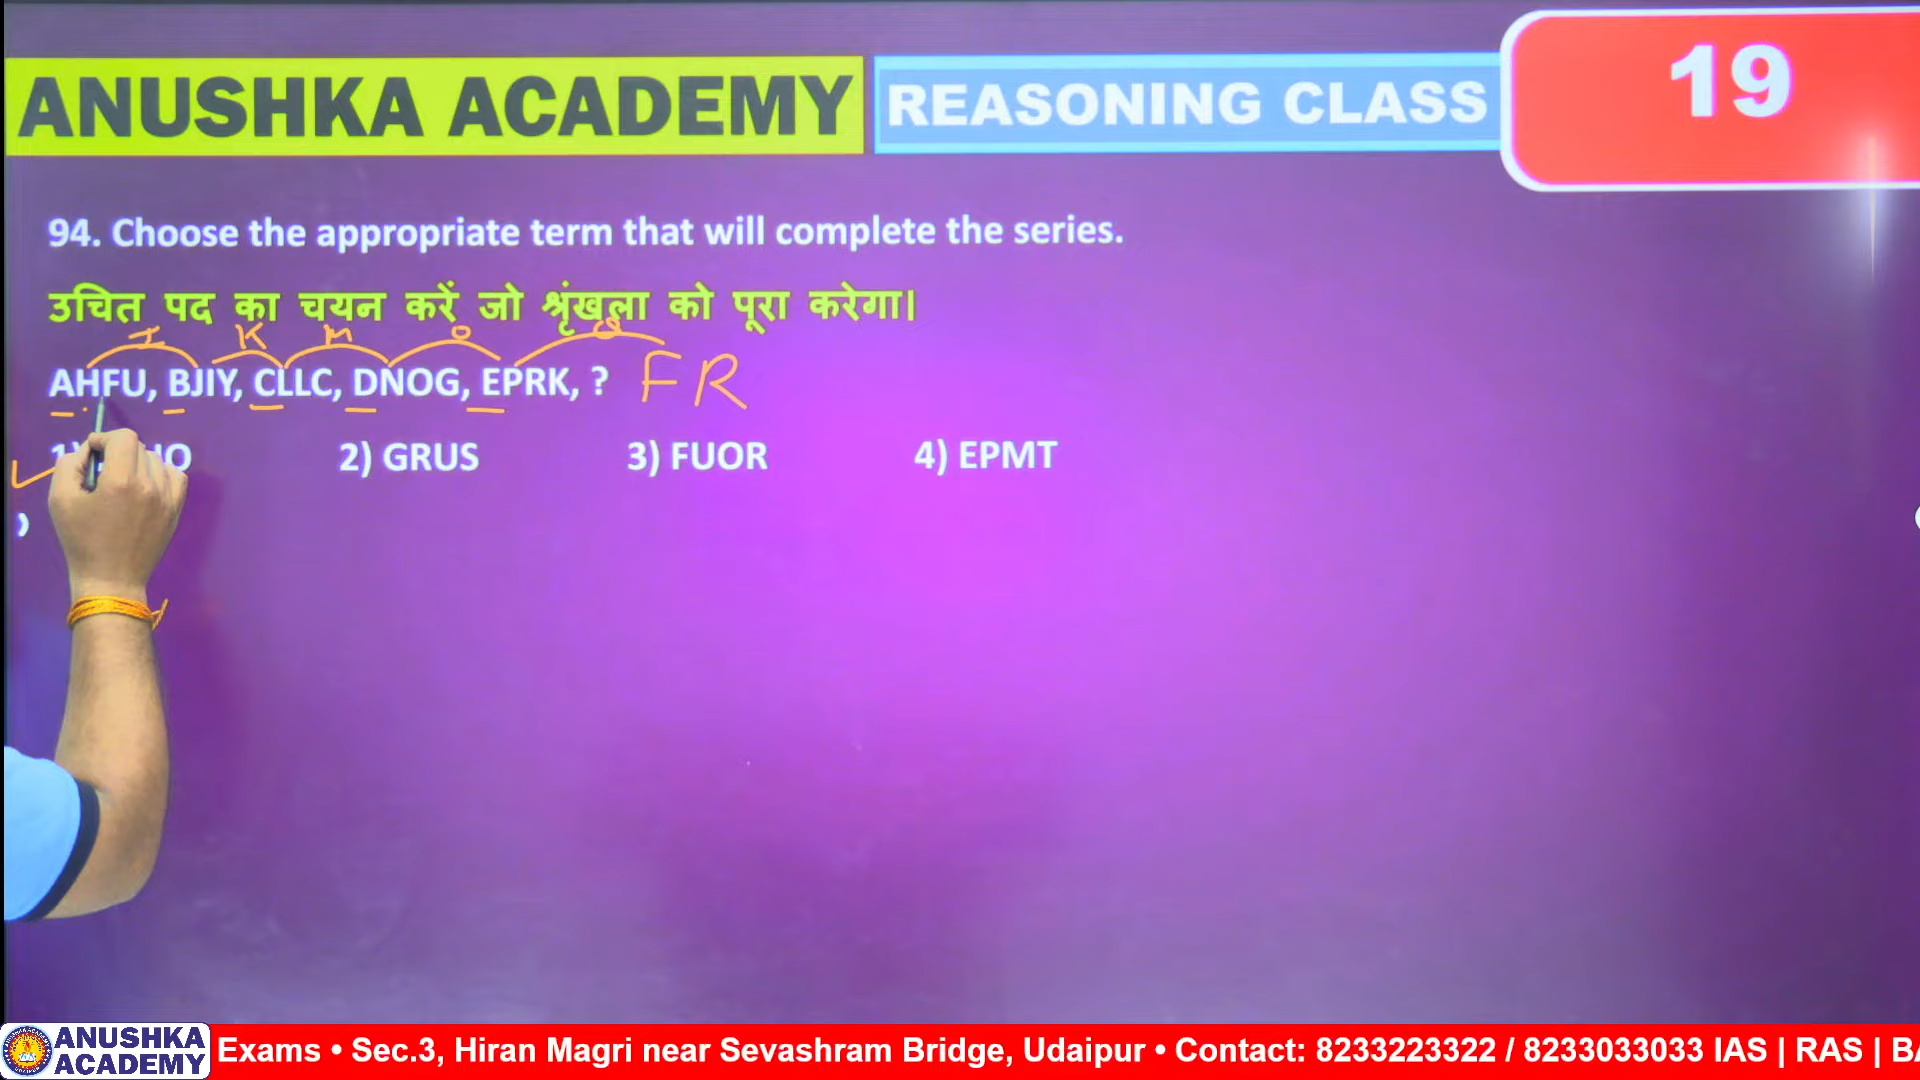 ANUSHKA ACADEMY REASONING CLASS 19
94. Choose the appropriate term that will complete the series.
उचित पद का चयन करें जो श्रृंखला को पूरा करेगा।
I K M O Q
AHFU, BJIY, CLLC, DNOG, EPRK, ? FR
2) GRUS 3) FUOR 4) EPMT
ANUSHKA ACADEMY
Exams • Sec.3, Hiran Magri near Sevashram Bridge, Udaipur • Contact: 8233223322 / 8233033033 IAS | RAS |